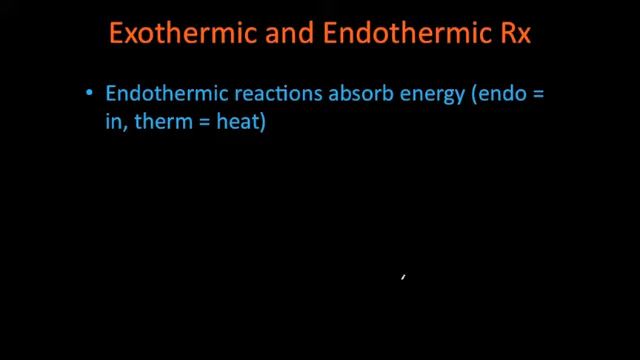 Exothermic and Endothermic Rx
• Endothermic reactions absorb energy (endo =
in, therm = heat)